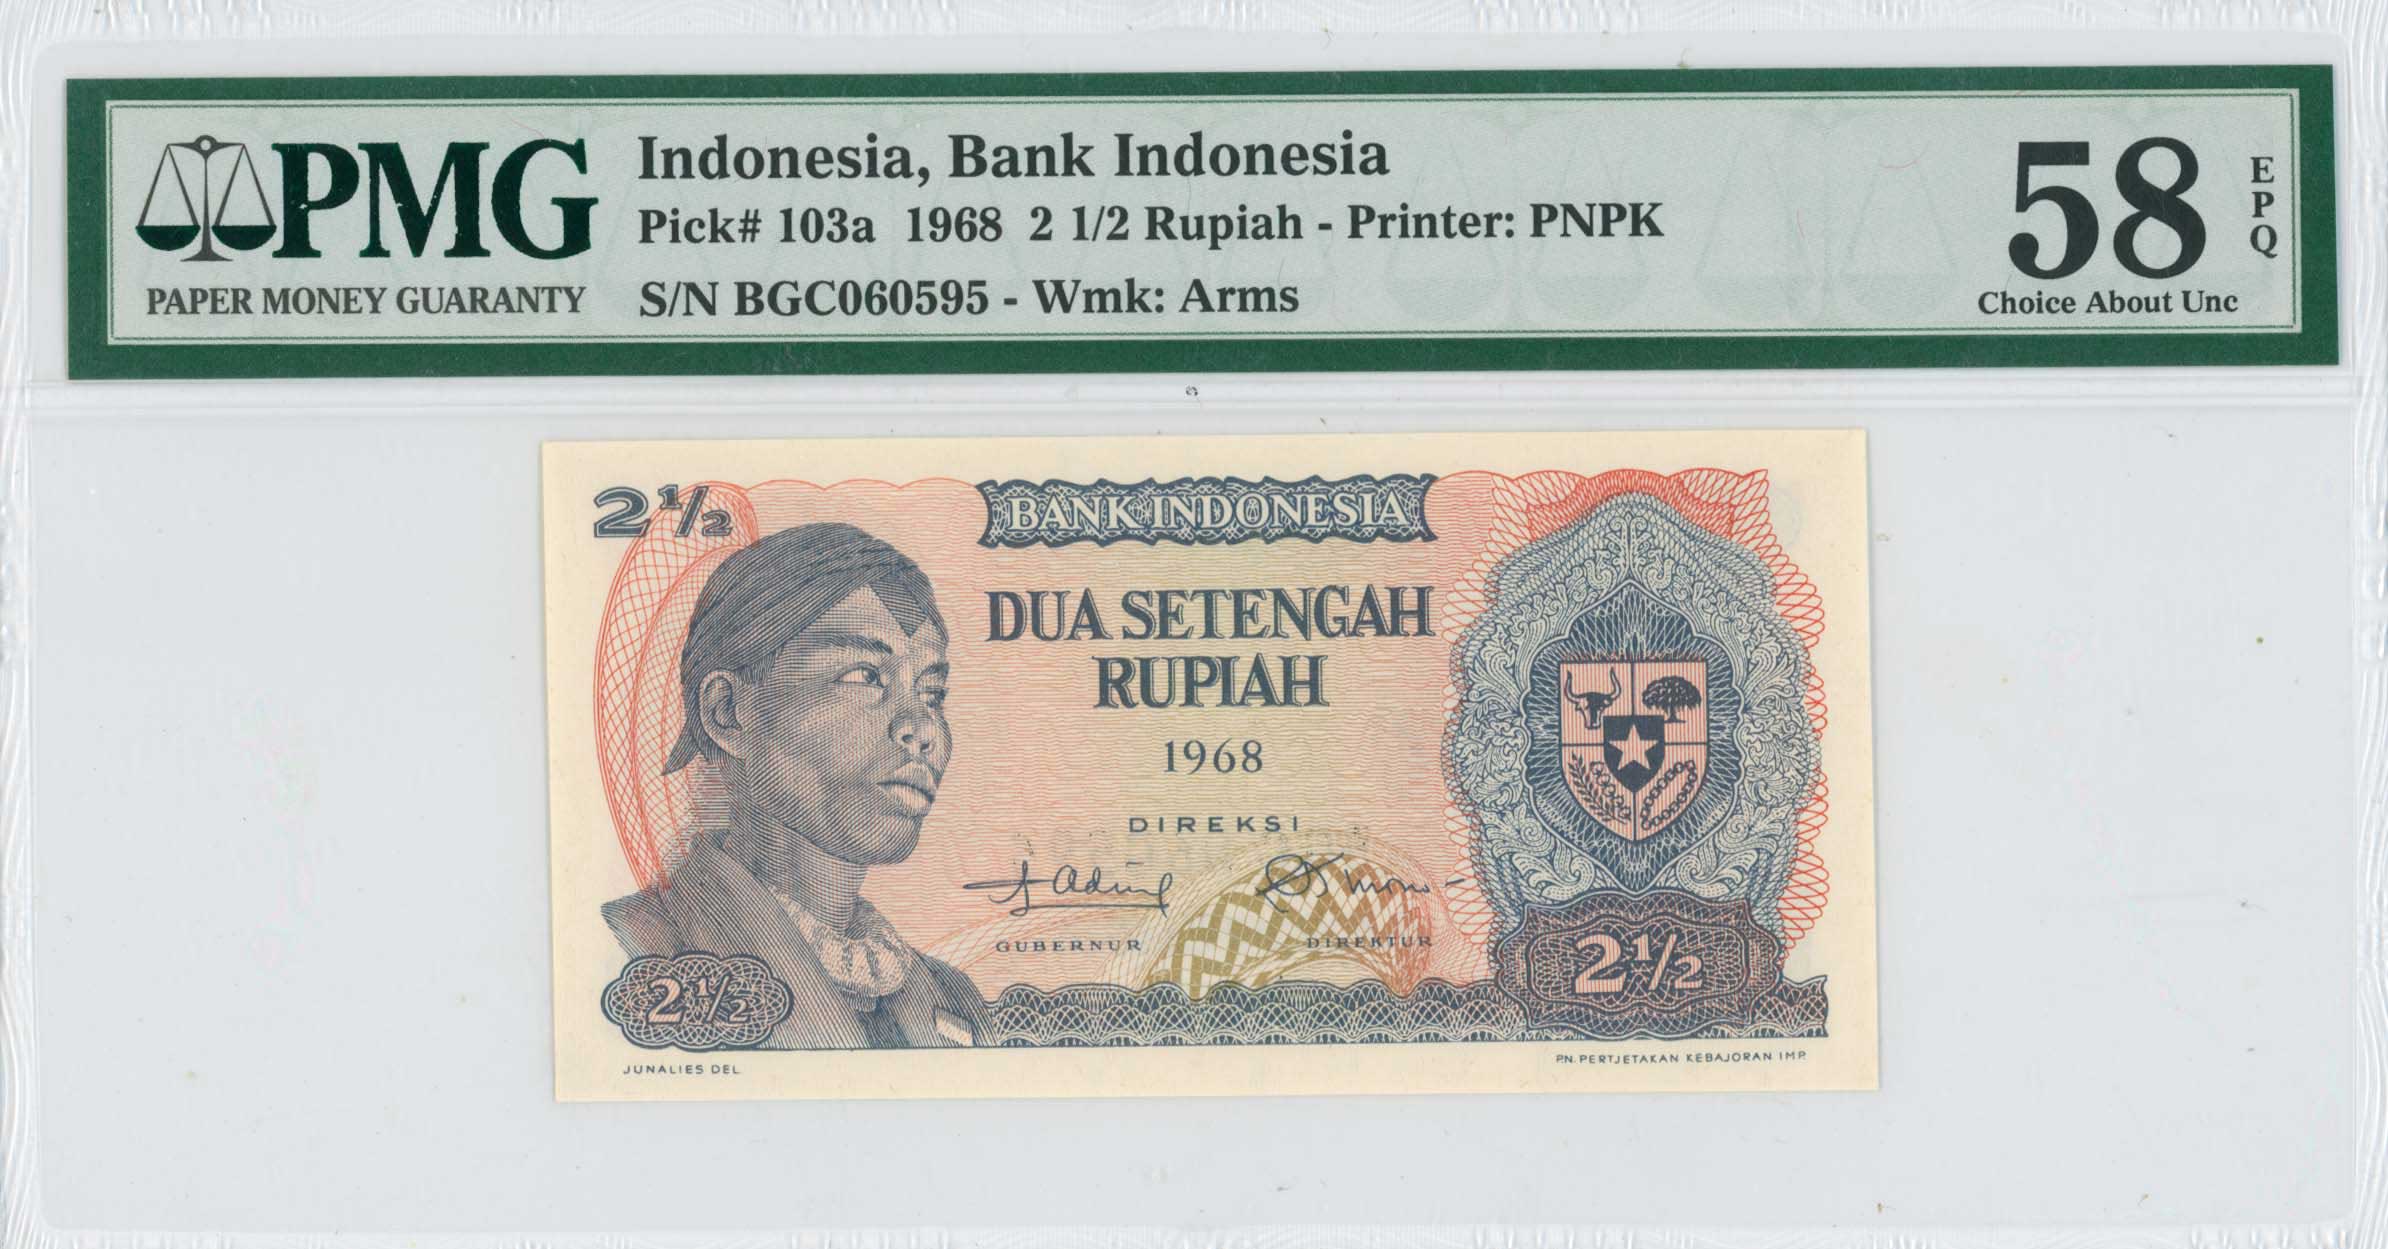 PMG
PAPER MONEY GUARANTY
Indonesia, Bank Indonesia
Pick# 103a 1968 2 1/2 Rupiah - Printer: PNPK
S/N BGC060595 - Wmk: Arms
58
EPQ
Choice About Unc
2½
BANK INDONESIA
DUA SETENGAH
RUPIAH
1968
DIREKSI
GUBERNUR
DIREKTUR
2½
2½
JUNALIES DEL.
P.N. PERTJETAKAN KEBAJORAN IMP.